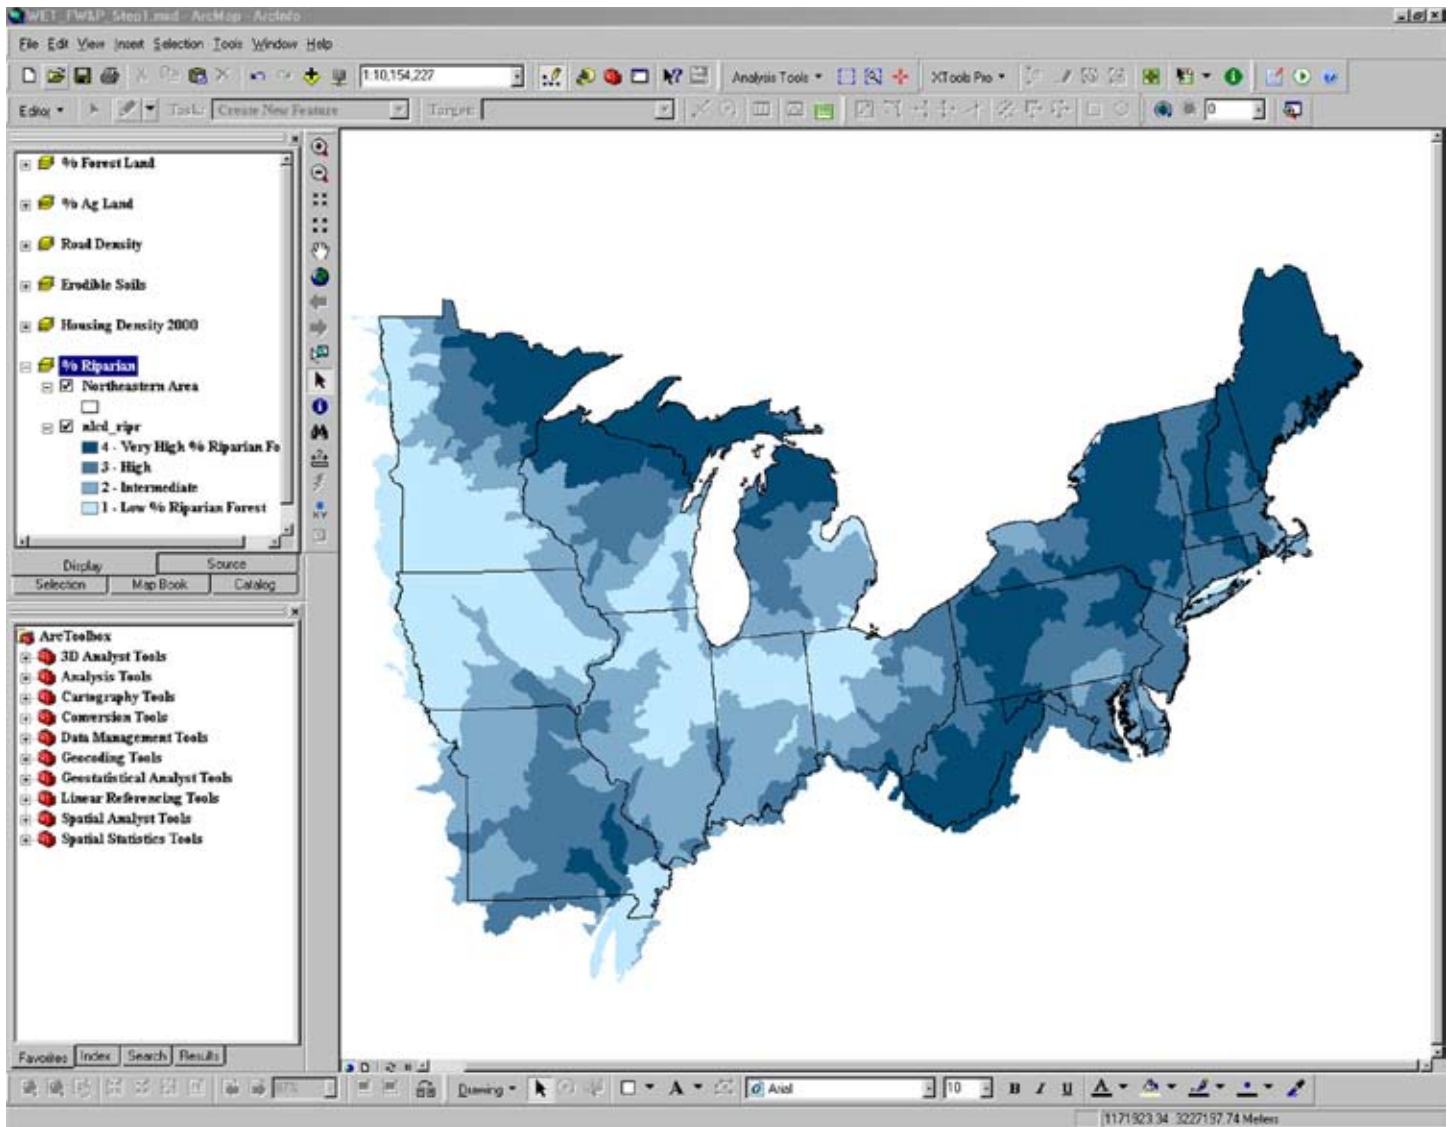 WET_FW&P_Step1.mxd - ArcMap - ArcInfo
File Edit View Insert Selection Tools Window Help
1:10,154,227
Analysis Tools
XTools Pro
Editor
Task:
Create New Feature
Target:
0
% Forest Land
% Ag Land
Road Density
Erodible Soils
Housing Density 2000
% Riparian
Northeastern Area
nlcd_ripr
4 - Very High % Riparian Fo
3 - High
2 - Intermediate
1 - Low % Riparian Forest
Display
Source
Selection
Map Book
Catalog
ArcToolbox
3D Analyst Tools
Analysis Tools
Cartography Tools
Conversion Tools
Data Management Tools
Geocoding Tools
Geostatistical Analyst Tools
Linear Referencing Tools
Spatial Analyst Tools
Spatial Statistics Tools
XY
Favorites
Index
Search
Results
Drawing
A
Arial
10
B I U A
1171923.34 3227197.74 Meters